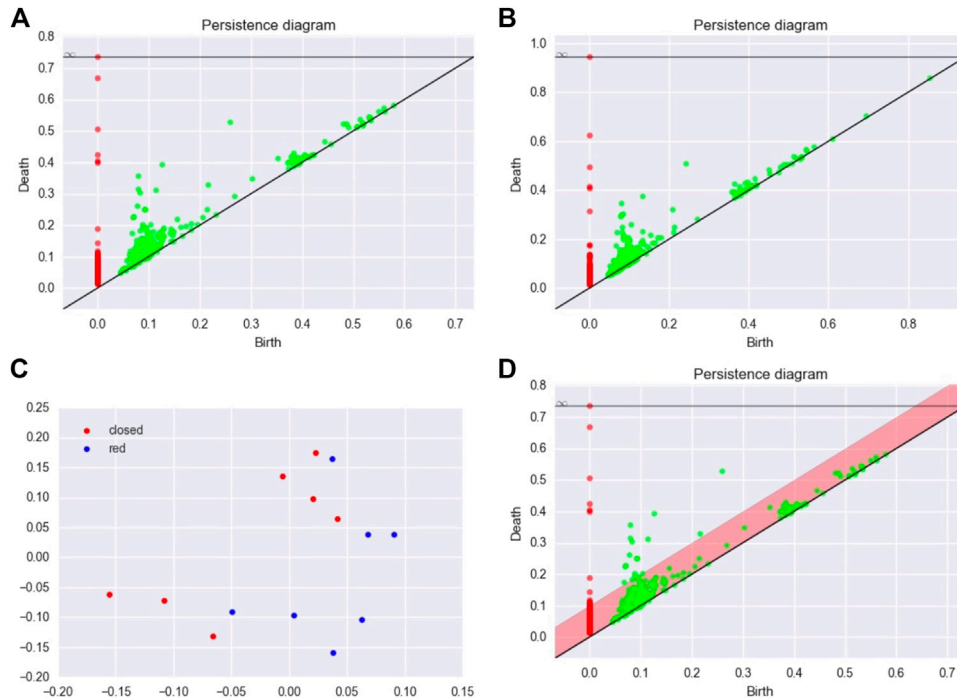 A
Persistence diagram
0.8
0.7
0.6
0.5
0.4
0.3
0.2
0.1
0.0
∞
Death
0.0 0.1 0.2 0.3 0.4 0.5 0.6 0.7
Birth
B
Persistence diagram
1.0
0.8
0.6
0.4
0.2
0.0
∞
Death
0.0 0.2 0.4 0.6 0.8
Birth
C
0.25
0.20
0.15
0.10
0.05
0.00
−0.05
−0.10
−0.15
−0.20
closed
red
−0.20 −0.15 −0.10 −0.05 0.00 0.05 0.10 0.15
D
Persistence diagram
0.8
0.7
0.6
0.5
0.4
0.3
0.2
0.1
0.0
∞
Death
0.0 0.1 0.2 0.3 0.4 0.5 0.6 0.7
Birth